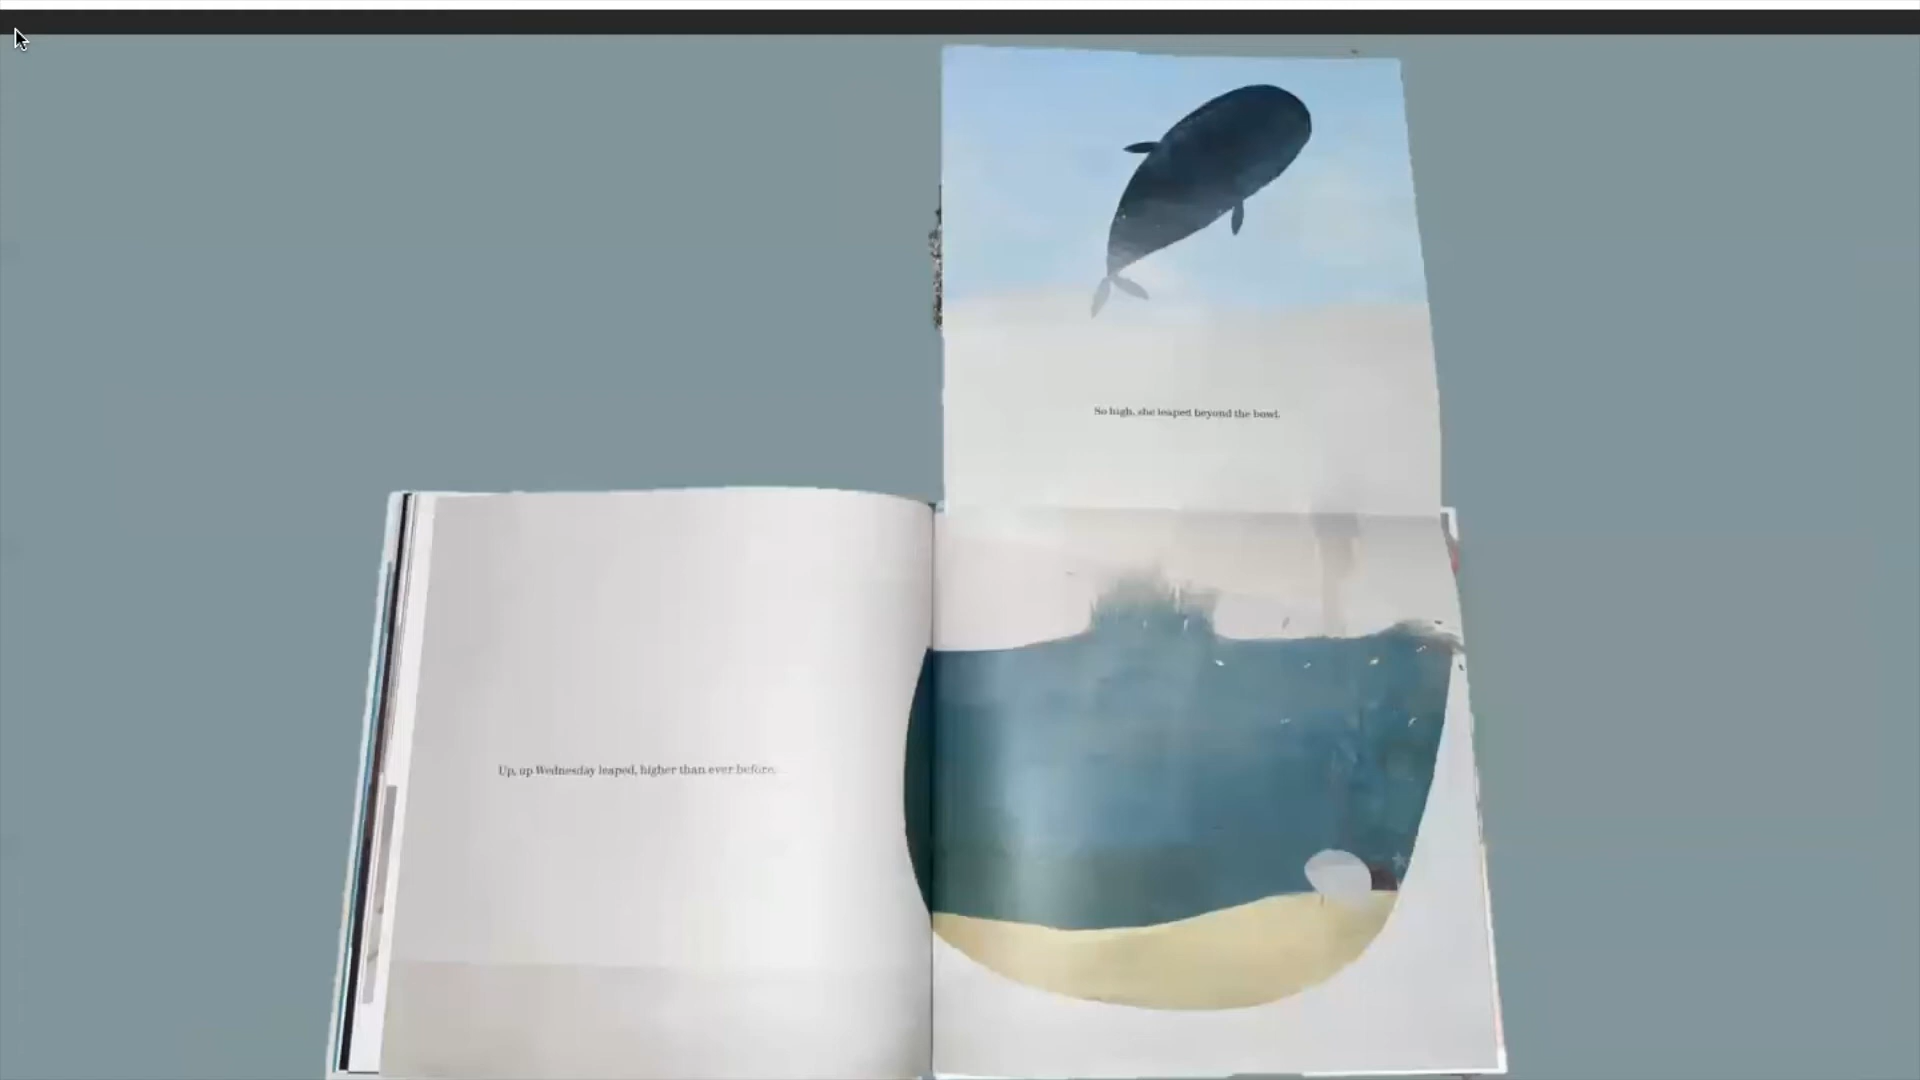 Up, up Wednesday leaped, higher than ever before.
So high, she leaped beyond the bowl.